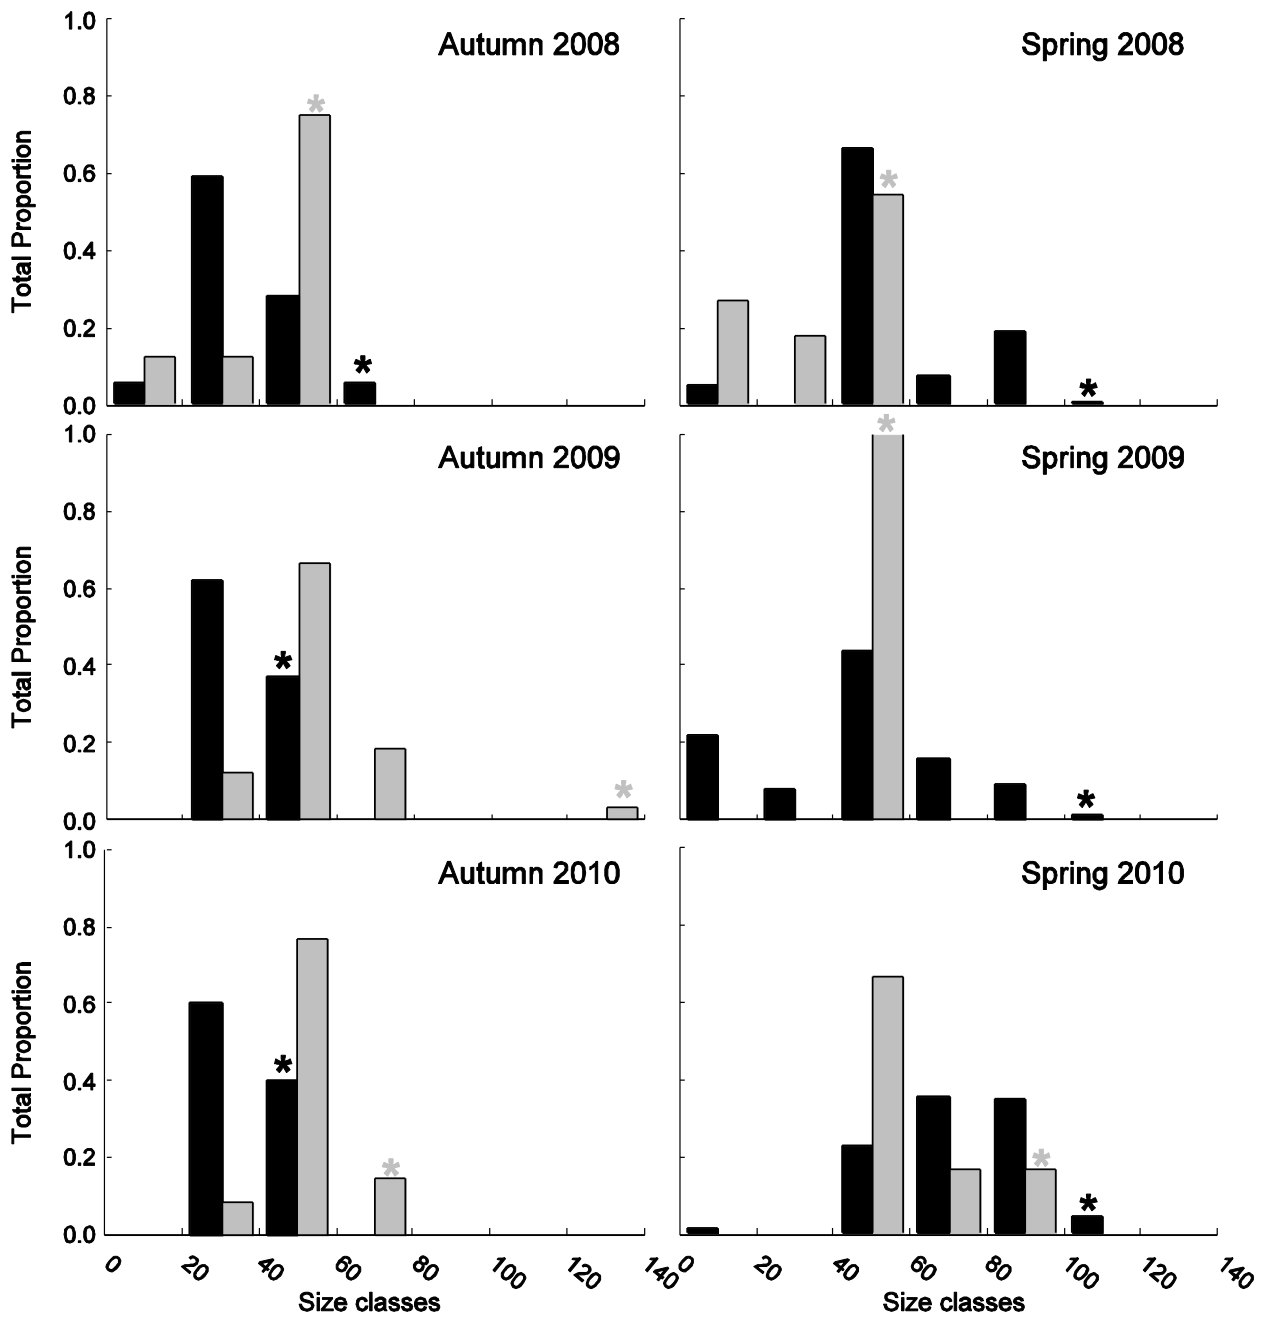 Autumn 2008
Spring 2008
Total Proportion
1.0
0.8
0.6
0.4
0.2
0.0
*
*
*
*
Autumn 2009
Spring 2009
Total Proportion
1.0
0.8
0.6
0.4
0.2
0.0
*
*
*
*
Autumn 2010
Spring 2010
Total Proportion
1.0
0.8
0.6
0.4
0.2
0.0
*
*
*
*
0 20 40 60 80 100 120 140
0 20 40 60 80 100 120 140
Size classes
Size classes